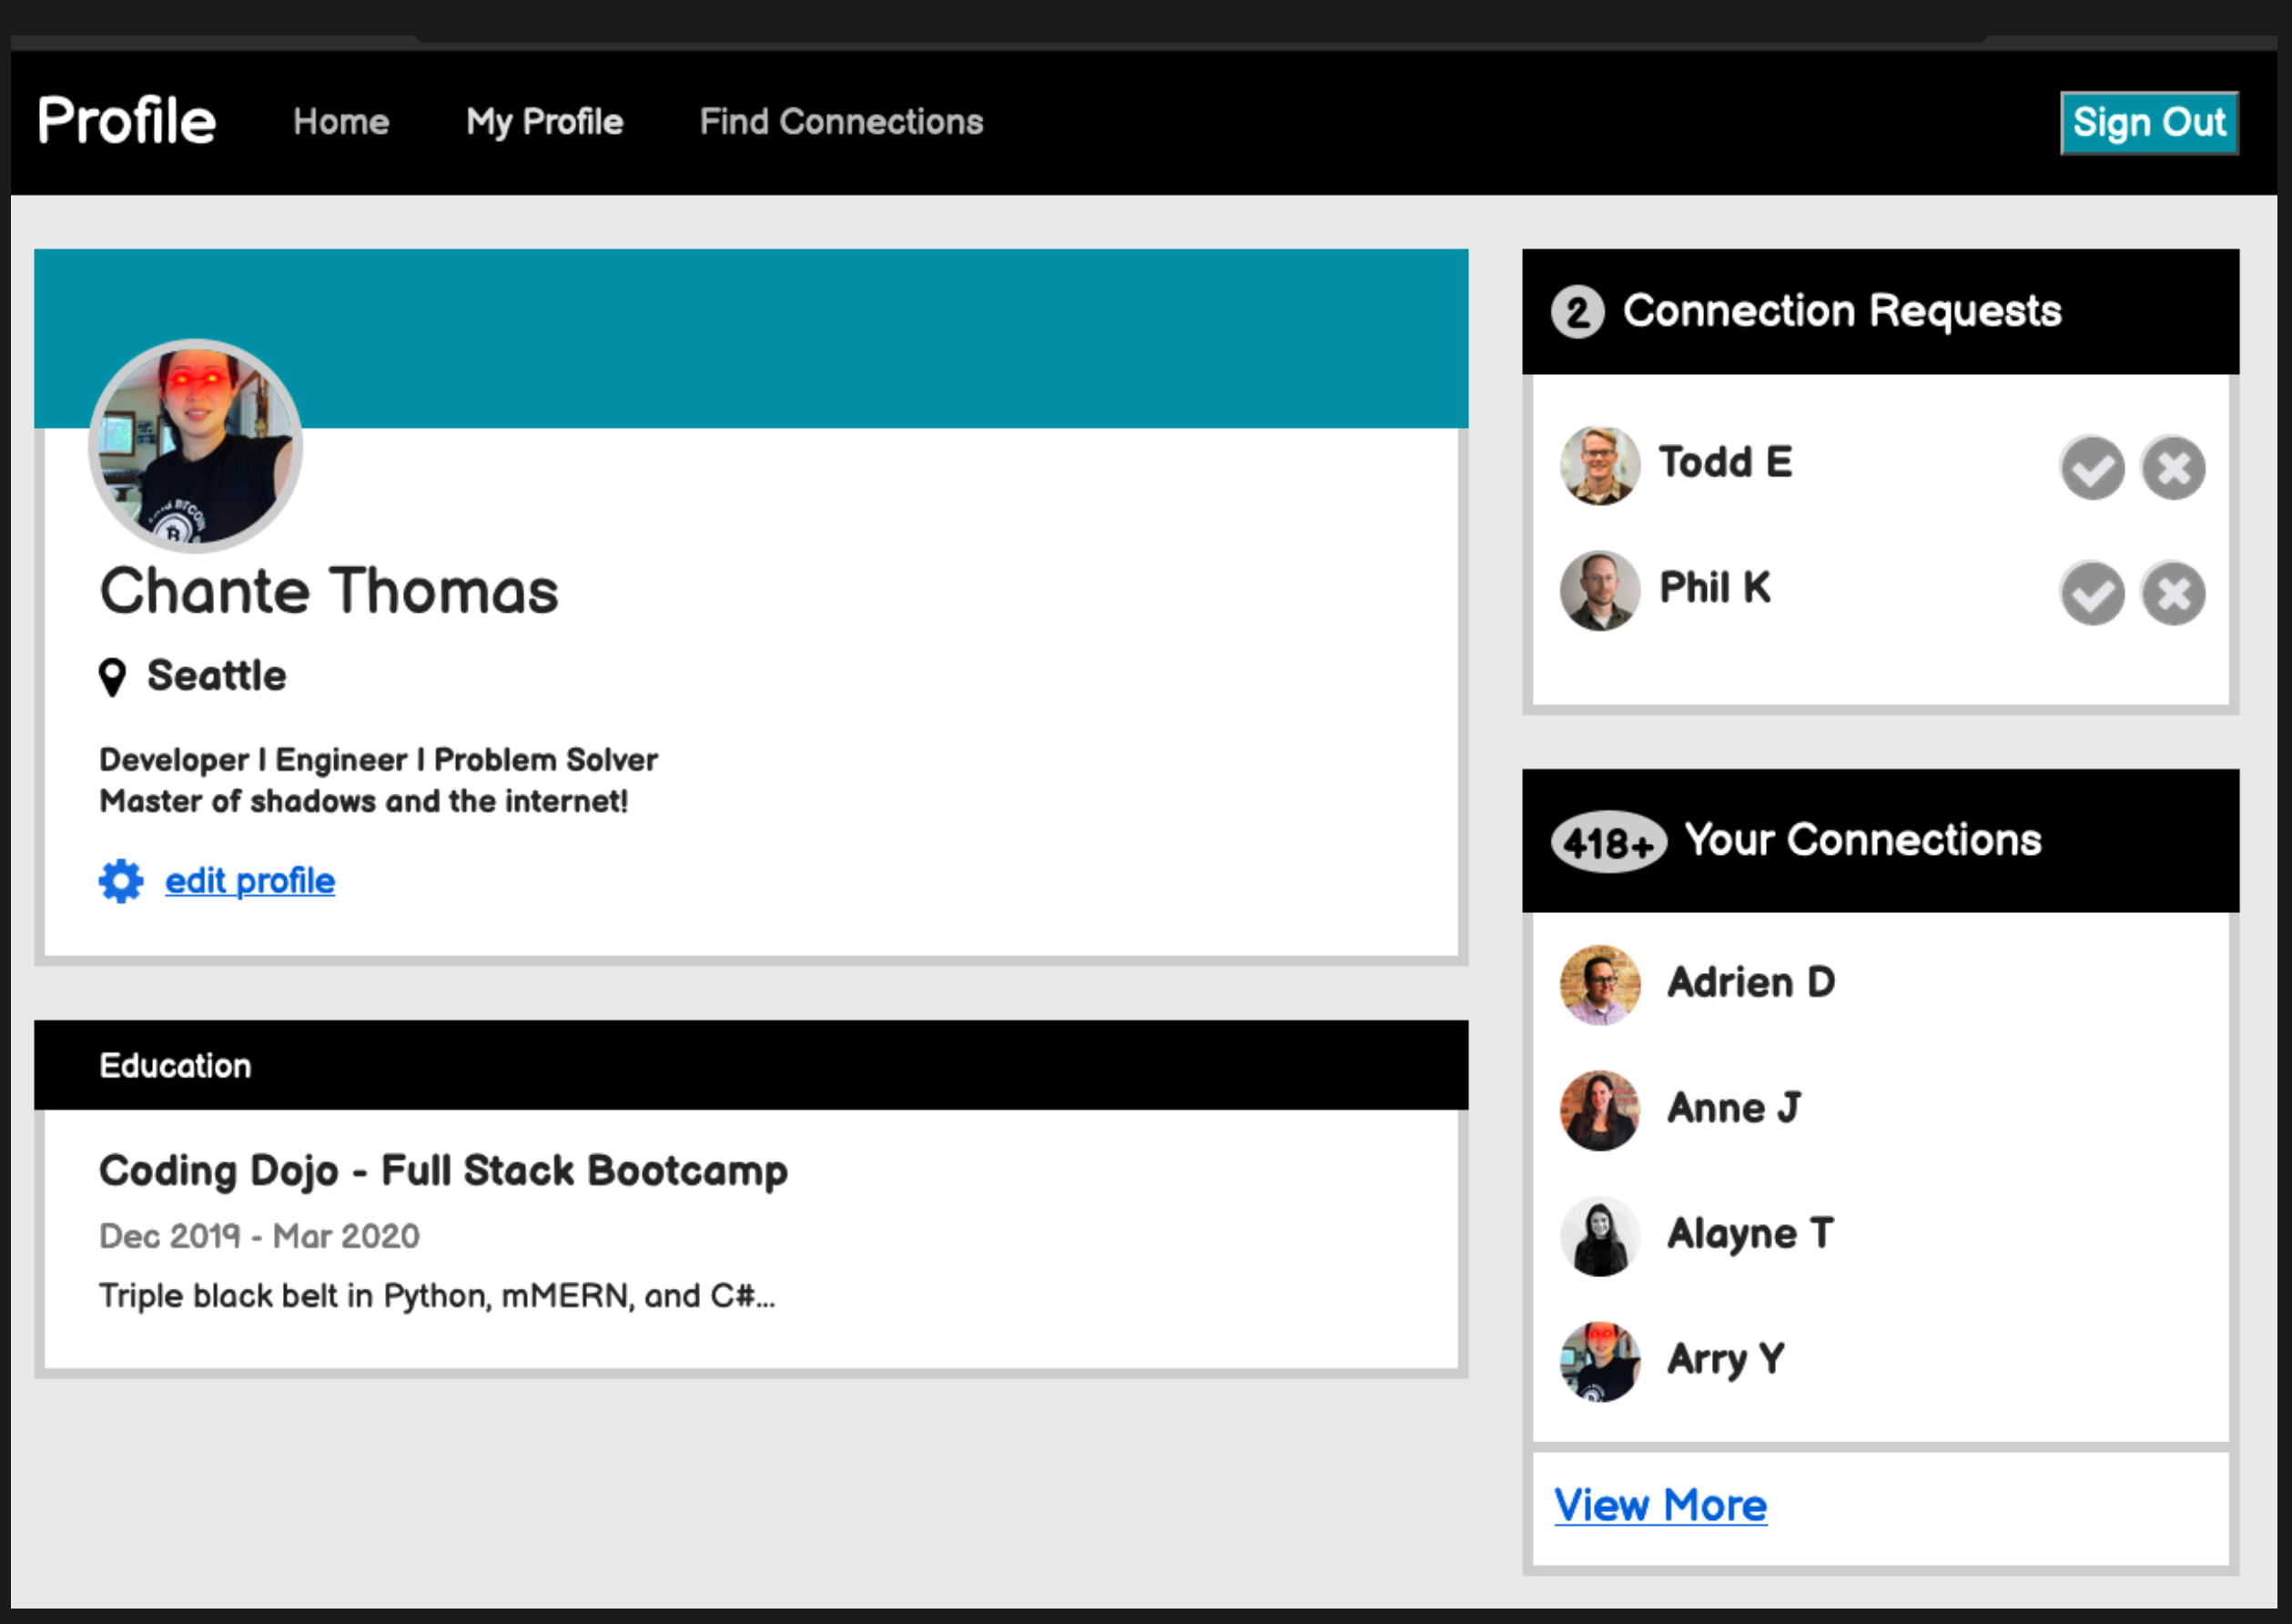 Profile Home My Profile Find Connections Sign Out
Chante Thomas
Seattle
Developer | Engineer | Problem Solver
Master of shadows and the internet!
edit profile
Education
Coding Dojo - Full Stack Bootcamp
Dec 2019 - Mar 2020
Triple black belt in Python, mMERN, and C#...
2 Connection Requests
Todd E
Phil K
418+ Your Connections
Adrien D
Anne J
Alayne T
Arry Y
View More